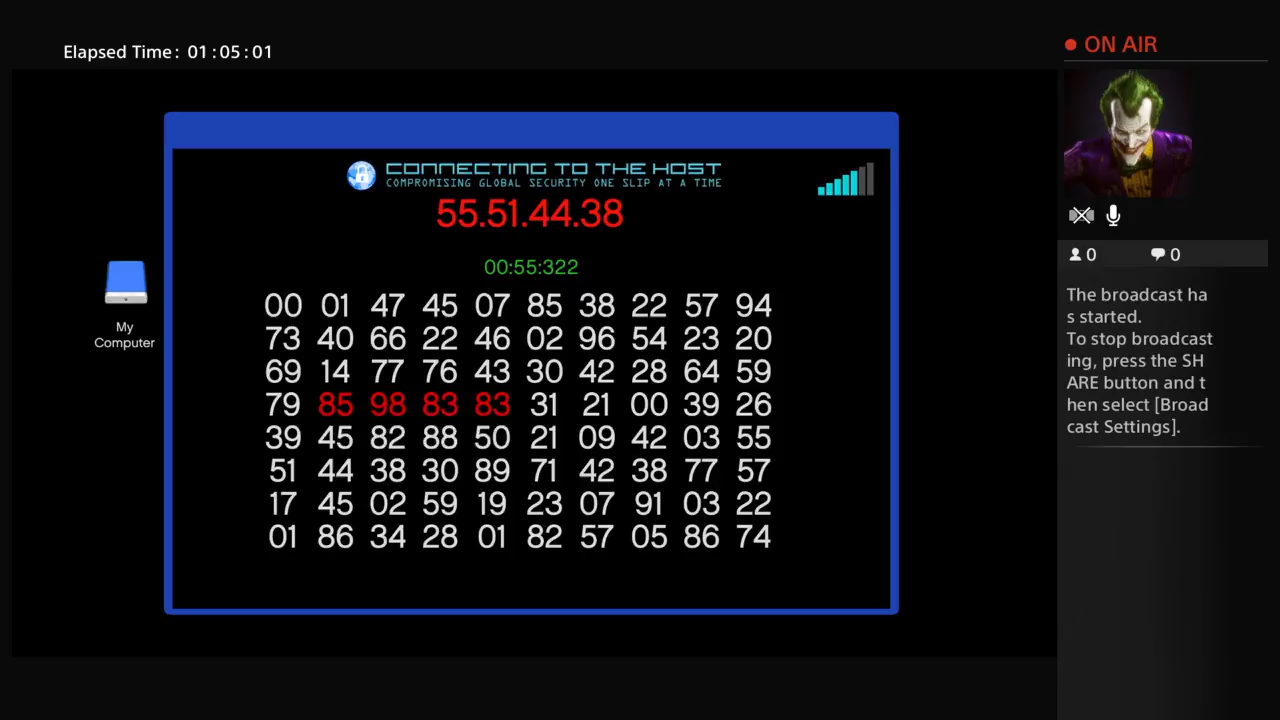 Elapsed Time: 01:05:01
ON AIR
CONNECTING TO THE HOST
COMPROMISING GLOBAL SECURITY ONE SLIP AT A TIME
55.51.44.38
00:55:322
00 01 47 45 07 85 38 22 57 94
73 40 66 22 46 02 96 54 23 20
69 14 77 76 43 30 42 28 64 59
79 85 98 83 83 31 21 00 39 26
39 45 82 88 50 21 09 42 03 55
51 44 38 30 89 71 42 38 77 57
17 45 02 59 19 23 07 91 03 22
01 86 34 28 01 82 57 05 86 74
My
Computer
0 0
The broadcast ha
s started.
To stop broadcast
ing, press the SH
ARE button and t
hen select [Broad
cast Settings].